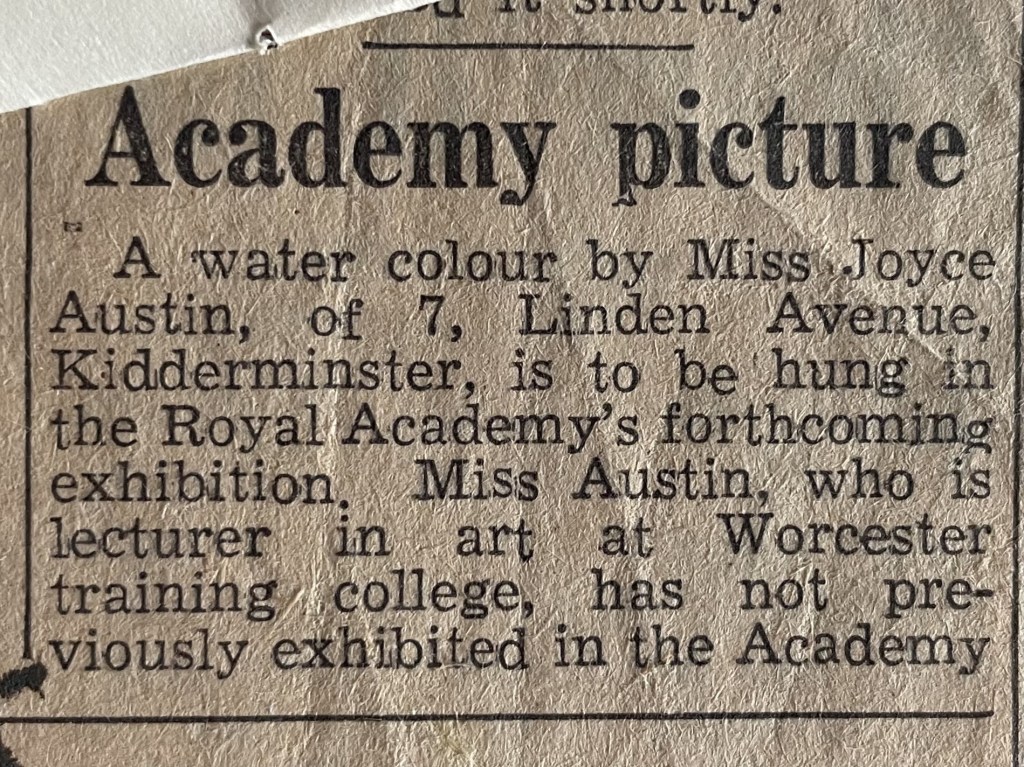 it shortly.
Academy picture
A water colour by Miss Joyce
Austin, of 7, Linden Avenue,
Kidderminster, is to be hung in
the Royal Academy's forthcoming
exhibition. Miss Austin, who is
lecturer in art at Worcester
training college, has not pre-
viously exhibited in the Academy